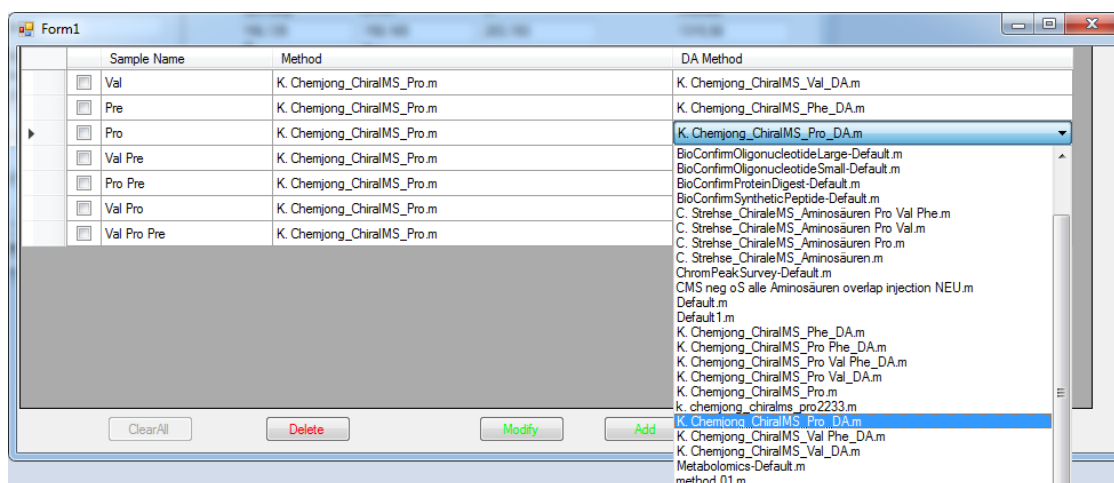 Form1
Sample Name Method DA Method
Val K. Chemjong_ChiralMS_Pro.m K. Chemjong_ChiralMS_Val_DA.m
Pre K. Chemjong_ChiralMS_Pro.m K. Chemjong_ChiralMS_Phe_DA.m
Pro K. Chemjong_ChiralMS_Pro.m K. Chemjong_ChiralMS_Pro_DA.m
Val Pre K. Chemjong_ChiralMS_Pro.m
Pro Pre K. Chemjong_ChiralMS_Pro.m
Val Pro K. Chemjong_ChiralMS_Pro.m
Val Pro Pre K. Chemjong_ChiralMS_Pro.m
BioConfirmOligonucleotideLarge-Default.m
BioConfirmOligonucleotideSmall-Default.m
BioConfirmProteinDigest-Default.m
BioConfirmSyntheticPeptide-Default.m
C. Strehse_ChiraleMS_Aminosäuren Pro Val Phe.m
C. Strehse_ChiraleMS_Aminosäuren Pro Val.m
C. Strehse_ChiraleMS_Aminosäuren Pro.m
C. Strehse_ChiraleMS_Aminosäuren.m
ChromPeakSurvey-Default.m
CMS neg oS alle Aminosäuren overlap injection NEU.m
Default.m
Default1.m
K. Chemjong_ChiralMS_Phe_DA.m
K. Chemjong_ChiralMS_Pro Phe_DA.m
K. Chemjong_ChiralMS_Pro Val Phe_DA.m
K. Chemjong_ChiralMS_Pro Val_DA.m
K. Chemjong_ChiralMS_Pro.m
k. chemjong_chiralms_pro2233.m
K. Chemjong_ChiralMS_Pro_DA.m
K. Chemjong_ChiralMS_Val Phe_DA.m
K. Chemjong_ChiralMS_Val_DA.m
Metabolomics-Default.m
method 01.m
ClearAll Delete Modify Add